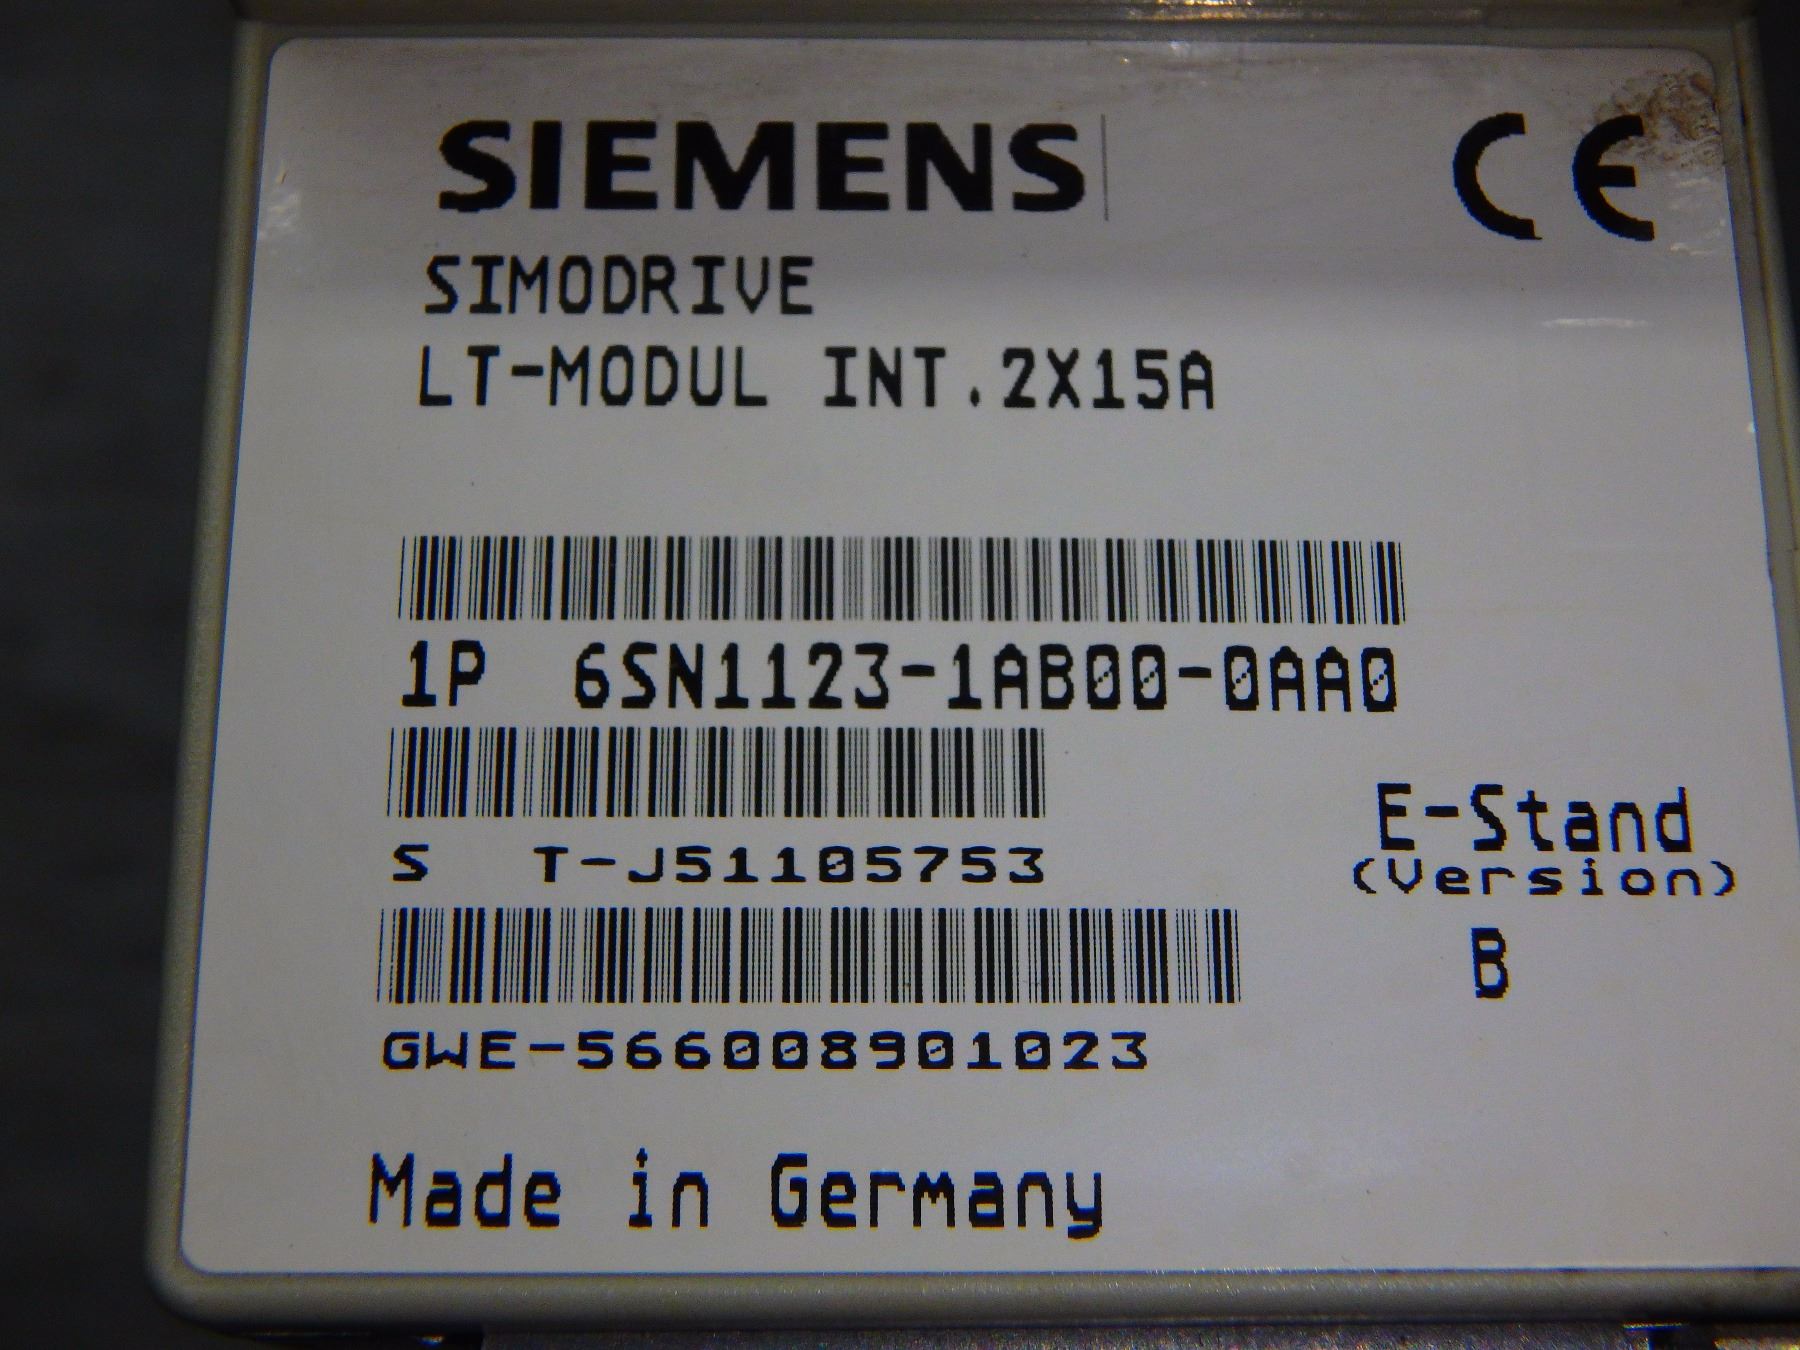 SIEMENS
CE
SIMODRIVE
LT-MODUL INT.2X15A
1P 6SN1123-1AB00-0AA0
S T-J51105753
E-Stand
(Version)
B
GWE-566008901023
Made in Germany